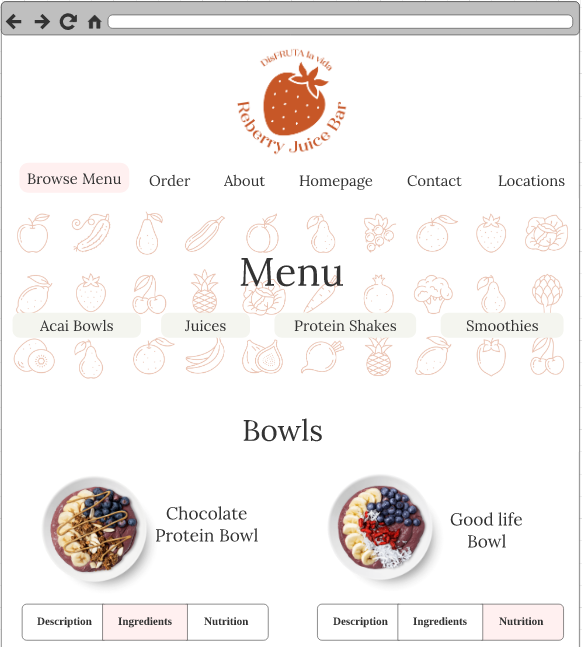 DisFRUTA la vida
Reberry Juice Bar
Browse Menu Order About Homepage Contact Locations
Menu
Acai Bowls Juices Protein Shakes Smoothies
Bowls
Chocolate
Protein Bowl
Good life
Bowl
Description Ingredients Nutrition
Description Ingredients Nutrition